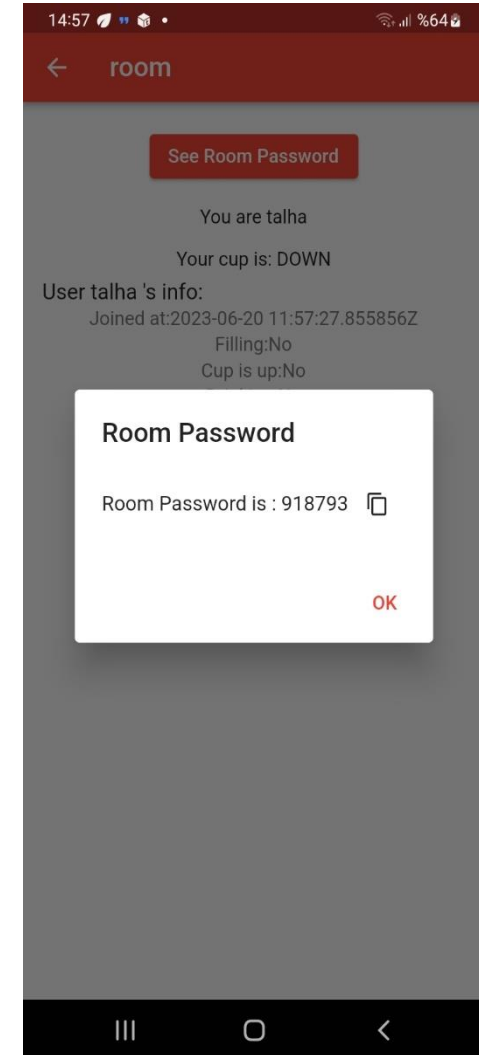 14:57
%64
room
See Room Password
You are talha
Your cup is: DOWN
User talha 's info:
Joined at:2023-06-20 11:57:27.855856Z
Filling:No
Cup is up:No
Room Password
Room Password is : 918793
OK